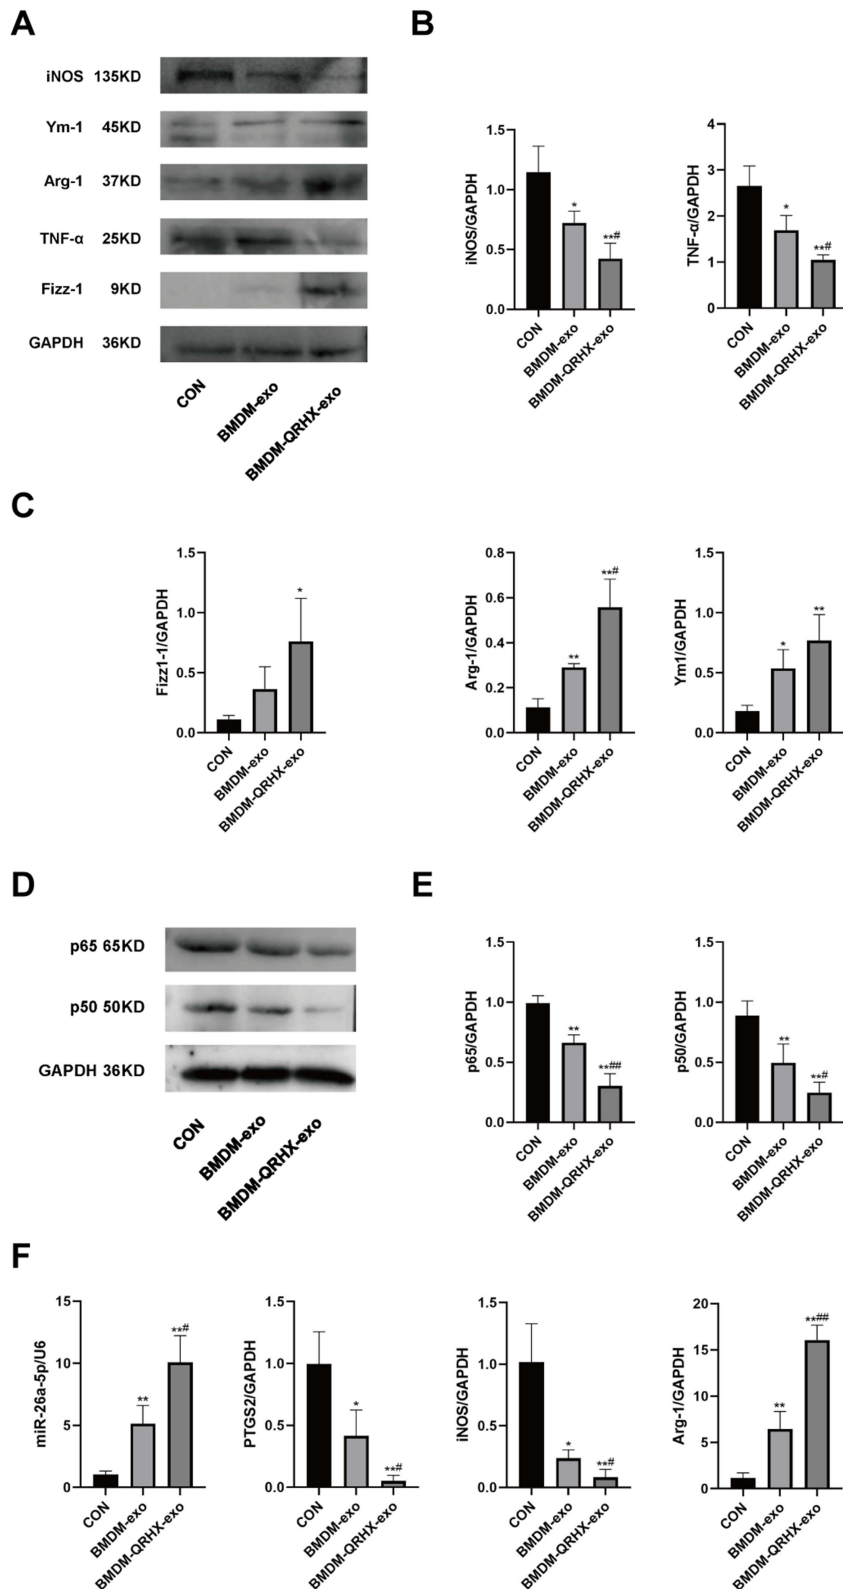 A
iNOS 135KD
Ym-1 45KD
Arg-1 37KD
TNF-α 25KD
Fizz-1 9KD
GAPDH 36KD
CON
BMDM-exo
BMDM-QRHX-exo
B
iNOS/GAPDH
1.5
1.0
0.5
0.0
*
**#
CON
BMDM-exo
BMDM-QRHX-exo
TNF-α/GAPDH
4
3
2
1
0
*
**#
CON
BMDM-exo
BMDM-QRHX-exo
C
Fizz1-1/GAPDH
1.5
1.0
0.5
0.0
*
CON
BMDM-exo
BMDM-QRHX-exo
Arg-1/GAPDH
0.8
0.6
0.4
0.2
0.0
**
**#
CON
BMDM-exo
BMDM-QRHX-exo
Ym1/GAPDH
1.5
1.0
0.5
0.0
*
**
CON
BMDM-exo
BMDM-QRHX-exo
D
p65 65KD
p50 50KD
GAPDH 36KD
CON
BMDM-exo
BMDM-QRHX-exo
E
p65/GAPDH
1.5
1.0
0.5
0.0
**
**##
CON
BMDM-exo
BMDM-QRHX-exo
p50/GAPDH
1.5
1.0
0.5
0.0
**
**#
CON
BMDM-exo
BMDM-QRHX-exo
F
miR-26a-5p/U6
15
10
5
0
**
**#
CON
BMDM-exo
BMDM-QRHX-exo
PTGS2/GAPDH
1.5
1.0
0.5
0.0
*
**#
CON
BMDM-exo
BMDM-QRHX-exo
iNOS/GAPDH
1.5
1.0
0.5
0.0
*
**#
CON
BMDM-exo
BMDM-QRHX-exo
Arg-1/GAPDH
20
15
10
5
0
**
**##
CON
BMDM-exo
BMDM-QRHX-exo